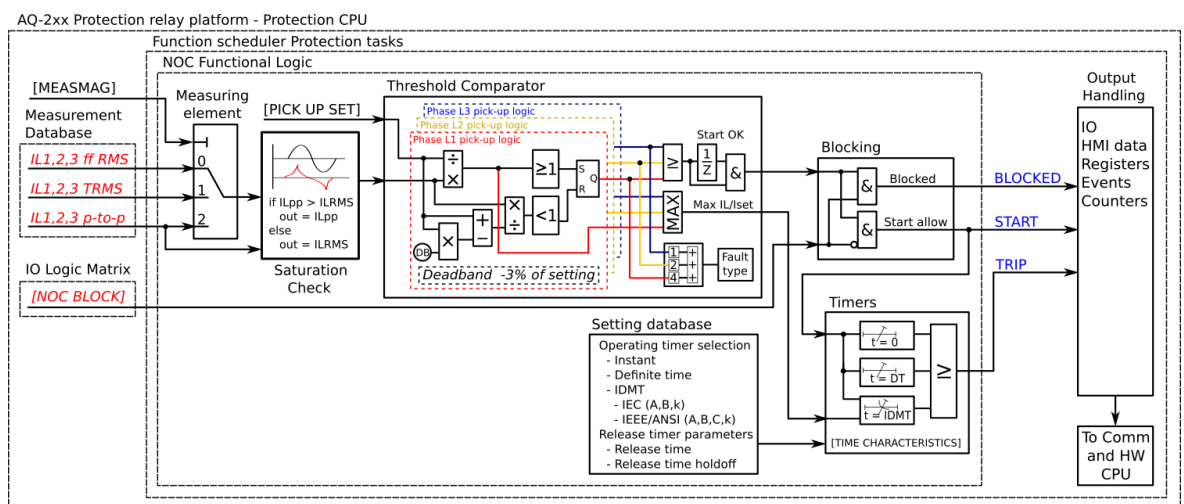 AQ-2xx Protection relay platform - Protection CPU
Function scheduler Protection tasks
NOC Functional Logic
[MEASMAG]
Measurement
Database
IL1,2,3 ff RMS
IL1,2,3 TRMS
IL1,2,3 p-to-p
IO Logic Matrix
[NOC BLOCK]
Measuring
element
0
1
2
[PICK UP SET]
if ILpp > ILRMS
out = ILpp
else
out = ILRMS
Saturation
Check
Threshold Comparator
Phase L3 pick-up logic
Phase L2 pick-up logic
Phase L1 pick-up logic
÷
×
≥1
S
Q
R
×
÷
<1
+
−
×
DB
Deadband -3% of setting
≥
Start OK
1
Z
&
MAX
Max IL/Iset
1 +
2 +
4 +
Fault
type
Blocking
&
Blocked
&
Start allow
BLOCKED
START
TRIP
Timers
t = 0
t = DT
t = IDMT
≥
[TIME CHARACTERISTICS]
Setting database
Operating timer selection
- Instant
- Definite time
- IDMT
- IEC (A,B,k)
- IEEE/ANSI (A,B,C,k)
Release timer parameters
- Release time
- Release time holdoff
Output
Handling
IO
HMI data
Registers
Events
Counters
To Comm
and HW
CPU